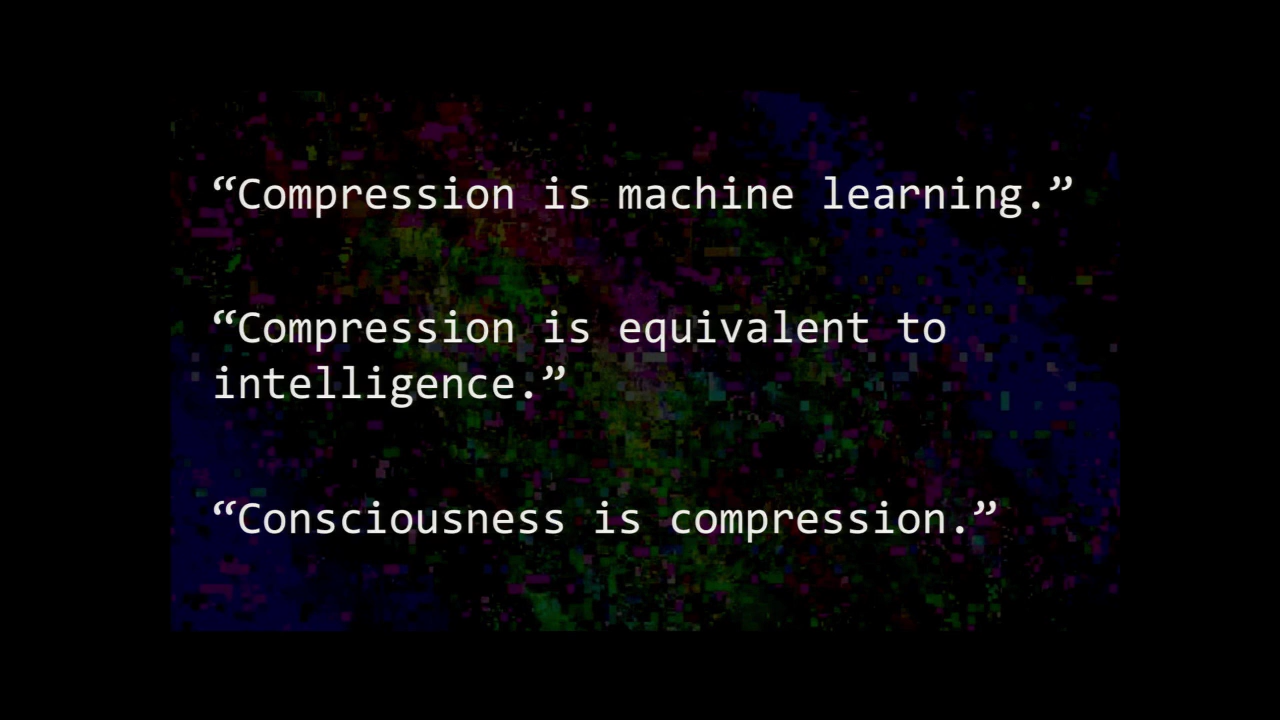 “Compression is machine learning.”
“Compression is equivalent to
intelligence.”
“Consciousness is compression.”